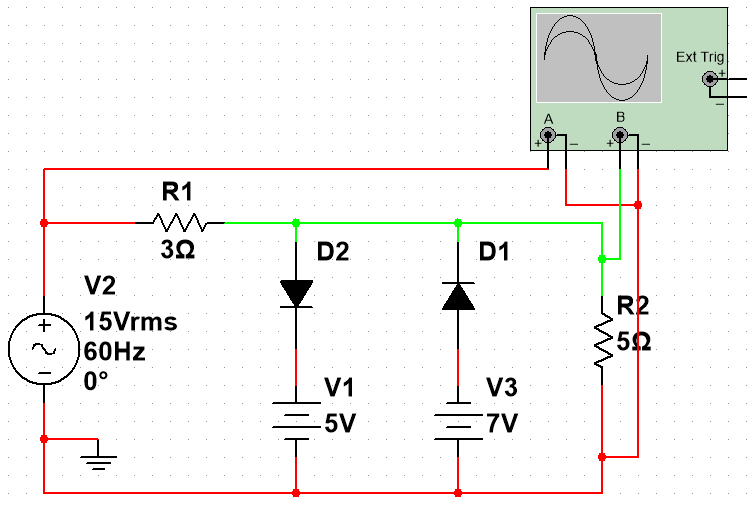 Ext Trig
+
A
B
+
−
+
−
−
R1
3Ω
D2
D1
V2
+
15Vrms
60Hz
−
0°
R2
5Ω
V1
5V
V3
7V